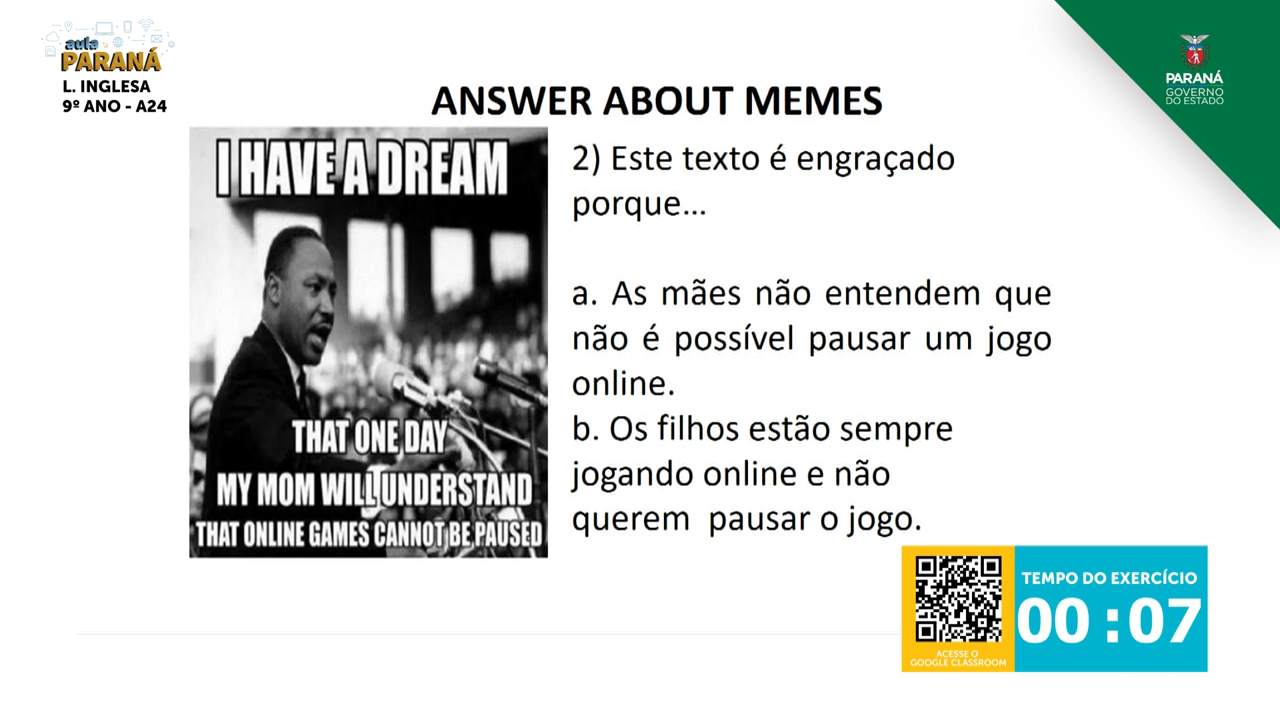 aula
PARANÁ
L. INGLESA
9º ANO - A24
PARANÁ
GOVERNO
DO ESTADO
ANSWER ABOUT MEMES
I HAVE A DREAM
THAT ONE DAY
MY MOM WILL UNDERSTAND
THAT ONLINE GAMES CANNOT BE PAUSED
2) Este texto é engraçado
porque...
a. As mães não entendem que
não é possível pausar um jogo
online.
b. Os filhos estão sempre
jogando online e não
querem pausar o jogo.
ACESSE O
GOOGLE CLASSROOM
TEMPO DO EXERCÍCIO
00 : 07